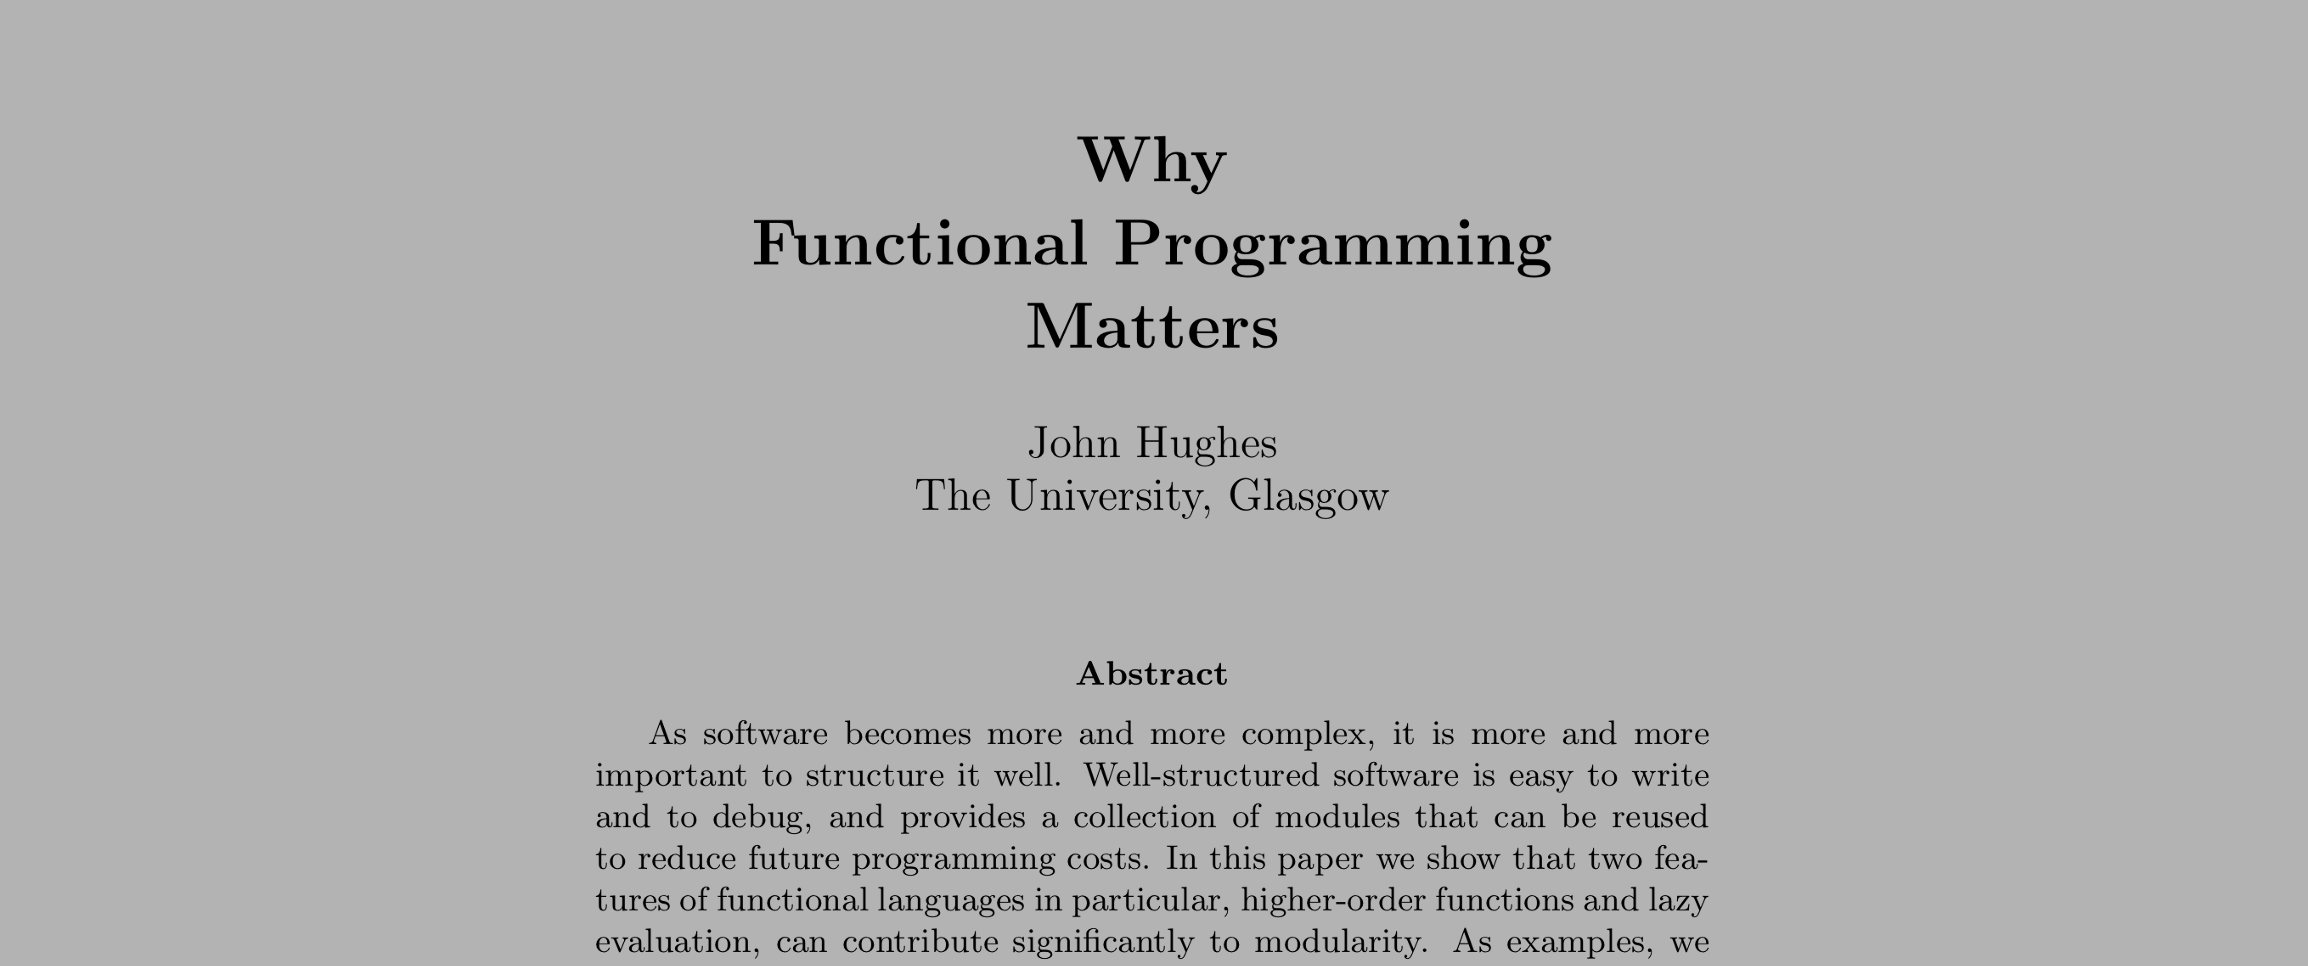 Why
Functional Programming
Matters
John Hughes
The University, Glasgow
Abstract
As software becomes more and more complex, it is more and more
important to structure it well. Well-structured software is easy to write
and to debug, and provides a collection of modules that can be reused
to reduce future programming costs. In this paper we show that two fea-
tures of functional languages in particular, higher-order functions and lazy
evaluation, can contribute significantly to modularity. As examples, we